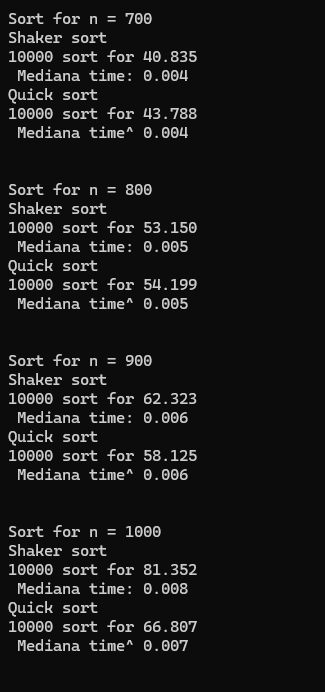 Sort for n = 700
Shaker sort
10000 sort for 40.835
Mediana time: 0.004
Quick sort
10000 sort for 43.788
Mediana time^ 0.004
Sort for n = 800
Shaker sort
10000 sort for 53.150
Mediana time: 0.005
Quick sort
10000 sort for 54.199
Mediana time^ 0.005
Sort for n = 900
Shaker sort
10000 sort for 62.323
Mediana time: 0.006
Quick sort
10000 sort for 58.125
Mediana time^ 0.006
Sort for n = 1000
Shaker sort
10000 sort for 81.352
Mediana time: 0.008
Quick sort
10000 sort for 66.807
Mediana time^ 0.007